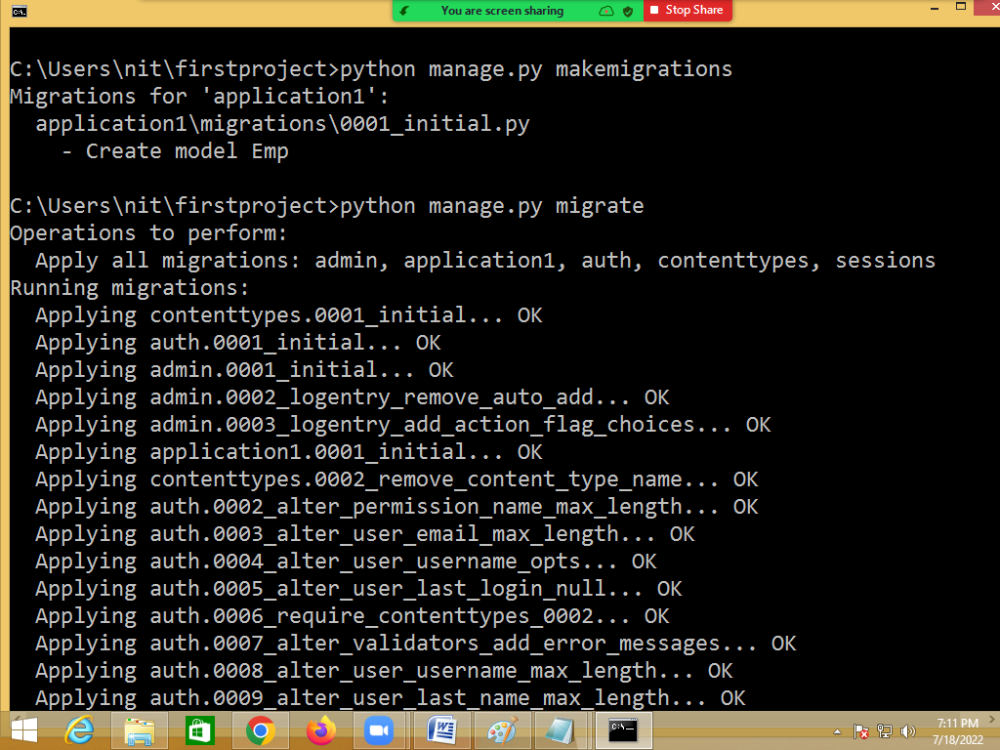 You are screen sharing
Stop Share
C:\Users\nit\firstproject>python manage.py makemigrations
Migrations for 'application1':
  application1\migrations\0001_initial.py
    - Create model Emp
C:\Users\nit\firstproject>python manage.py migrate
Operations to perform:
  Apply all migrations: admin, application1, auth, contenttypes, sessions
Running migrations:
  Applying contenttypes.0001_initial... OK
  Applying auth.0001_initial... OK
  Applying admin.0001_initial... OK
  Applying admin.0002_logentry_remove_auto_add... OK
  Applying admin.0003_logentry_add_action_flag_choices... OK
  Applying application1.0001_initial... OK
  Applying contenttypes.0002_remove_content_type_name... OK
  Applying auth.0002_alter_permission_name_max_length... OK
  Applying auth.0003_alter_user_email_max_length... OK
  Applying auth.0004_alter_user_username_opts... OK
  Applying auth.0005_alter_user_last_login_null... OK
  Applying auth.0006_require_contenttypes_0002... OK
  Applying auth.0007_alter_validators_add_error_messages... OK
  Applying auth.0008_alter_user_username_max_length... OK
  Applying auth.0009_alter_user_last_name_max_length... OK
7:11 PM
7/18/2022